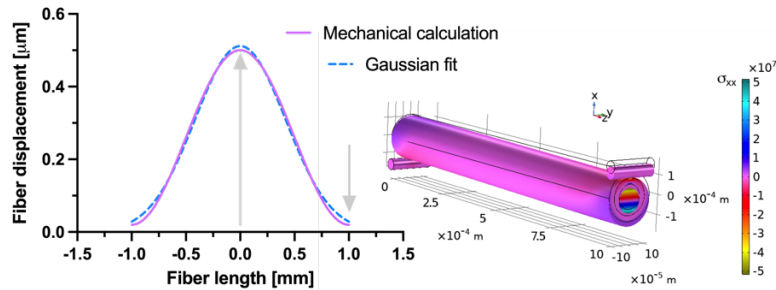 0.6
0.4
0.2
0.0
Fiber displacement [μm]
-1.5 -1.0 -0.5 0.0 0.5 1.0 1.5
Fiber length [mm]
Mechanical calculation
Gaussian fit
x
y
z
0
2.5
5
7.5
10
×10⁻⁴ m
-10
10
×10⁻⁵ m
1
0
-1
×10⁻⁴ m
σxx
×10⁷
5
4
3
2
1
0
-1
-2
-3
-4
-5